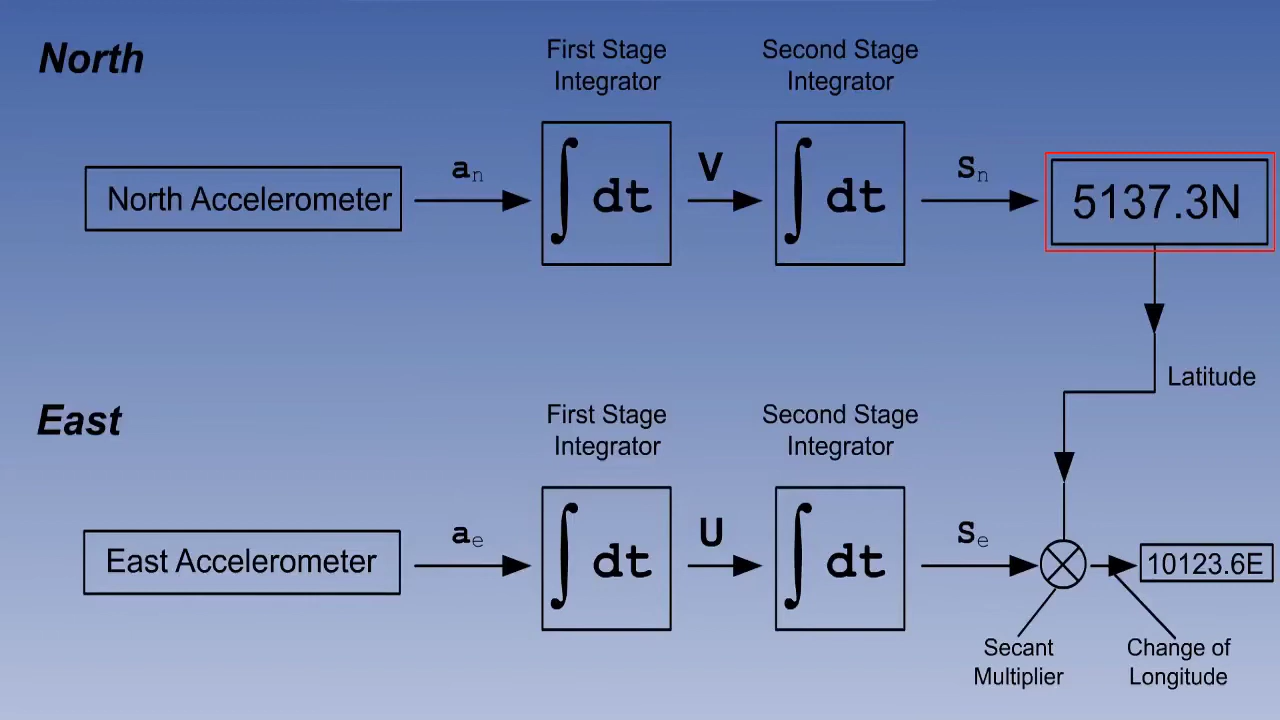 North
First Stage
Integrator
Second Stage
Integrator
North Accelerometer
an
∫ dt
V
∫ dt
Sn
5137.3N
Latitude
East
First Stage
Integrator
Second Stage
Integrator
East Accelerometer
ae
∫ dt
U
∫ dt
Se
10123.6E
Secant
Multiplier
Change of
Longitude